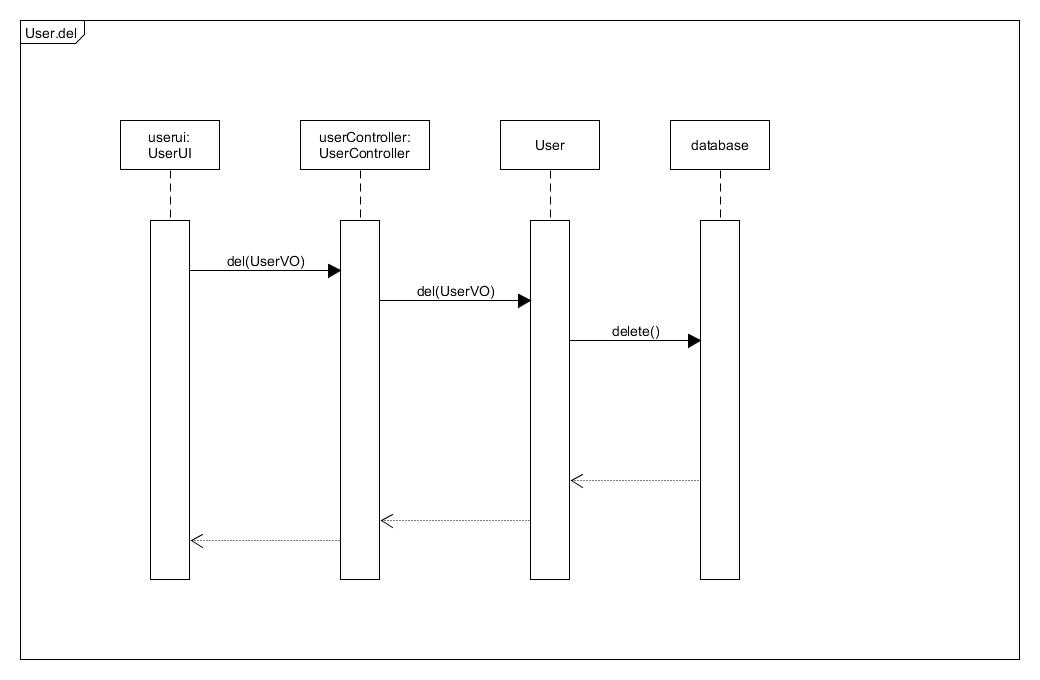 User.del
userui:
UserUI
userController:
UserController
User
database
del(UserVO)
del(UserVO)
delete()